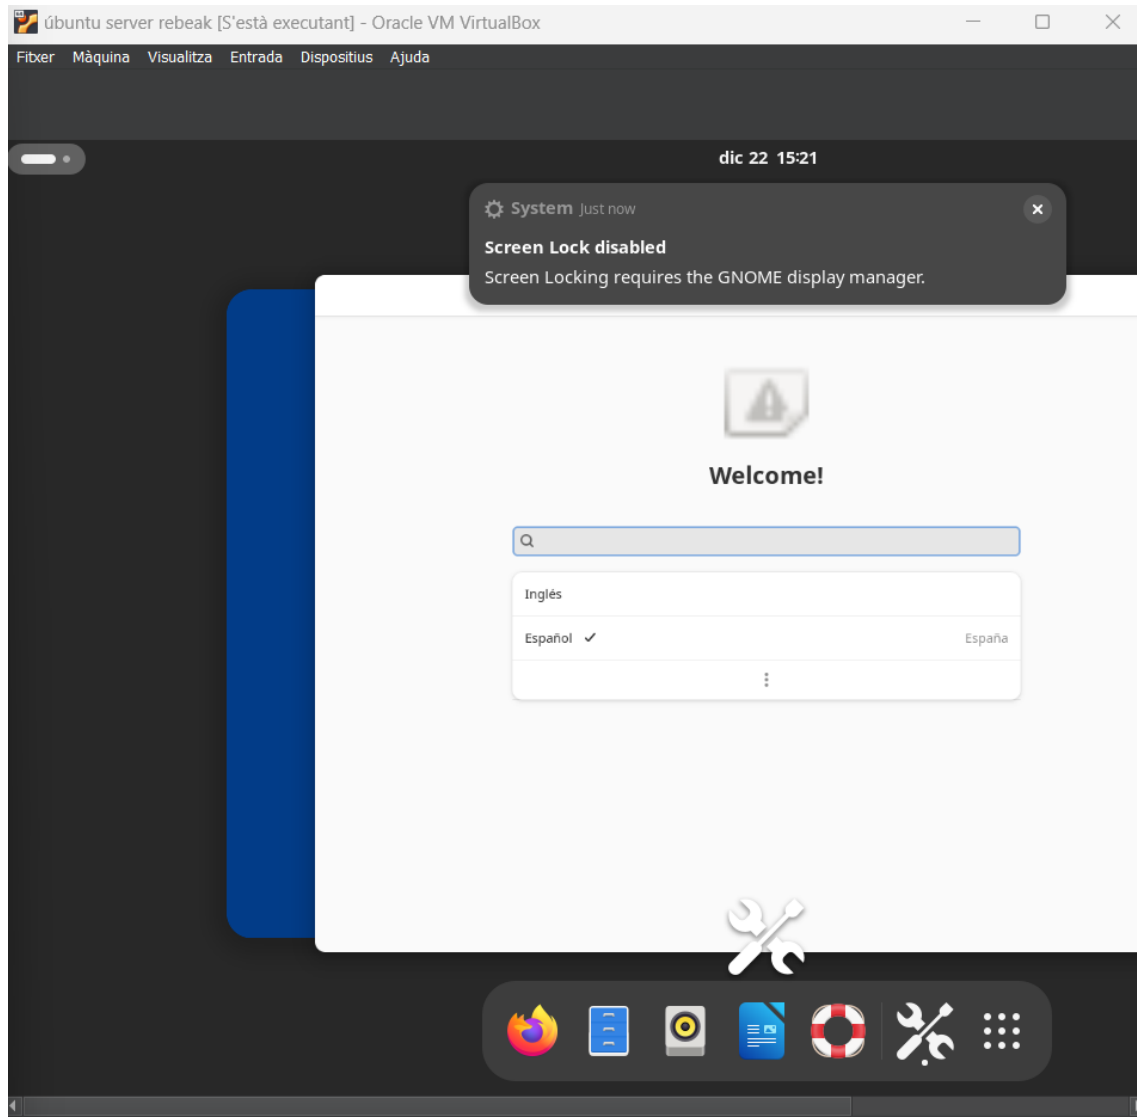 úbuntu server rebeak [S'està executant] - Oracle VM VirtualBox
Fitxer Màquina Visualitza Entrada Dispositius Ajuda
dic 22 15:21
System Just now
Screen Lock disabled
Screen Locking requires the GNOME display manager.
Welcome!
Inglés
Español España